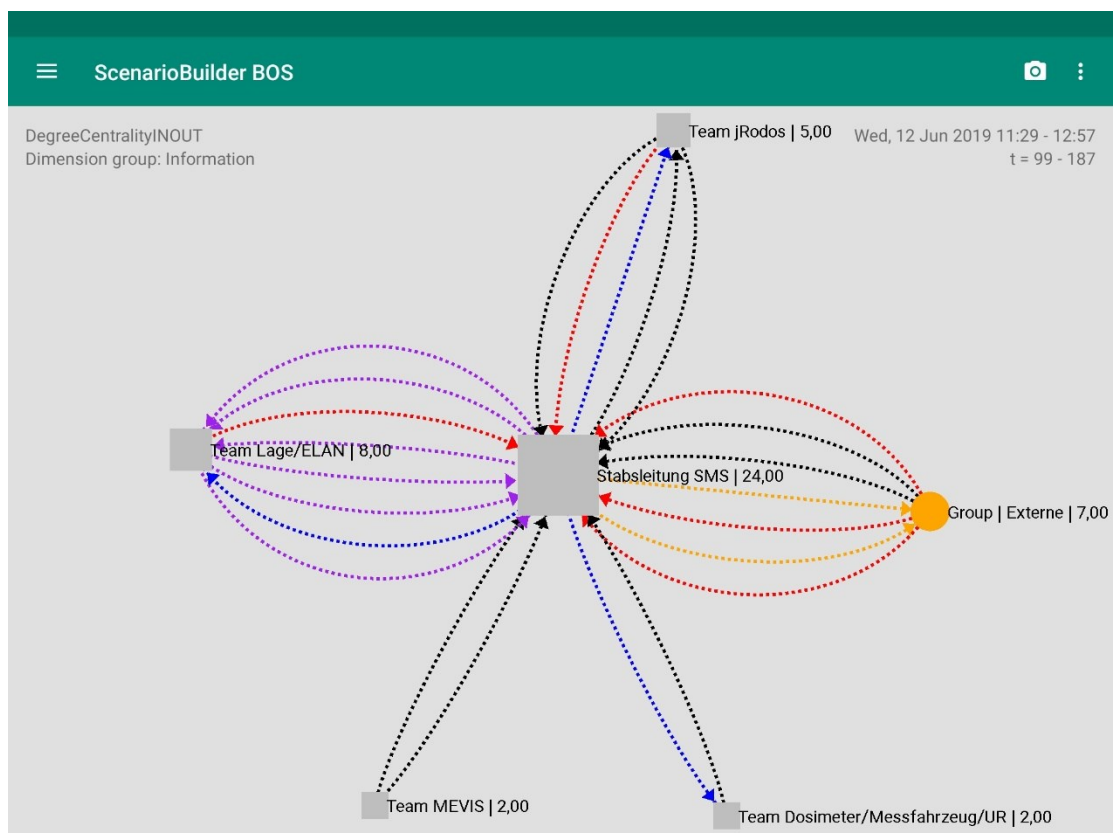 ScenarioBuilder BOS
DegreeCentralityINOUT
Dimension group: Information
Wed, 12 Jun 2019 11:29 - 12:57
t = 99 - 187
Team jRodos | 5,00
Team Lage/ELAN | 8,00
Stabsleitung SMS | 24,00
Group | Externe | 7,00
Team MEVIS | 2,00
Team Dosimeter/Messfahrzeug/UR | 2,00